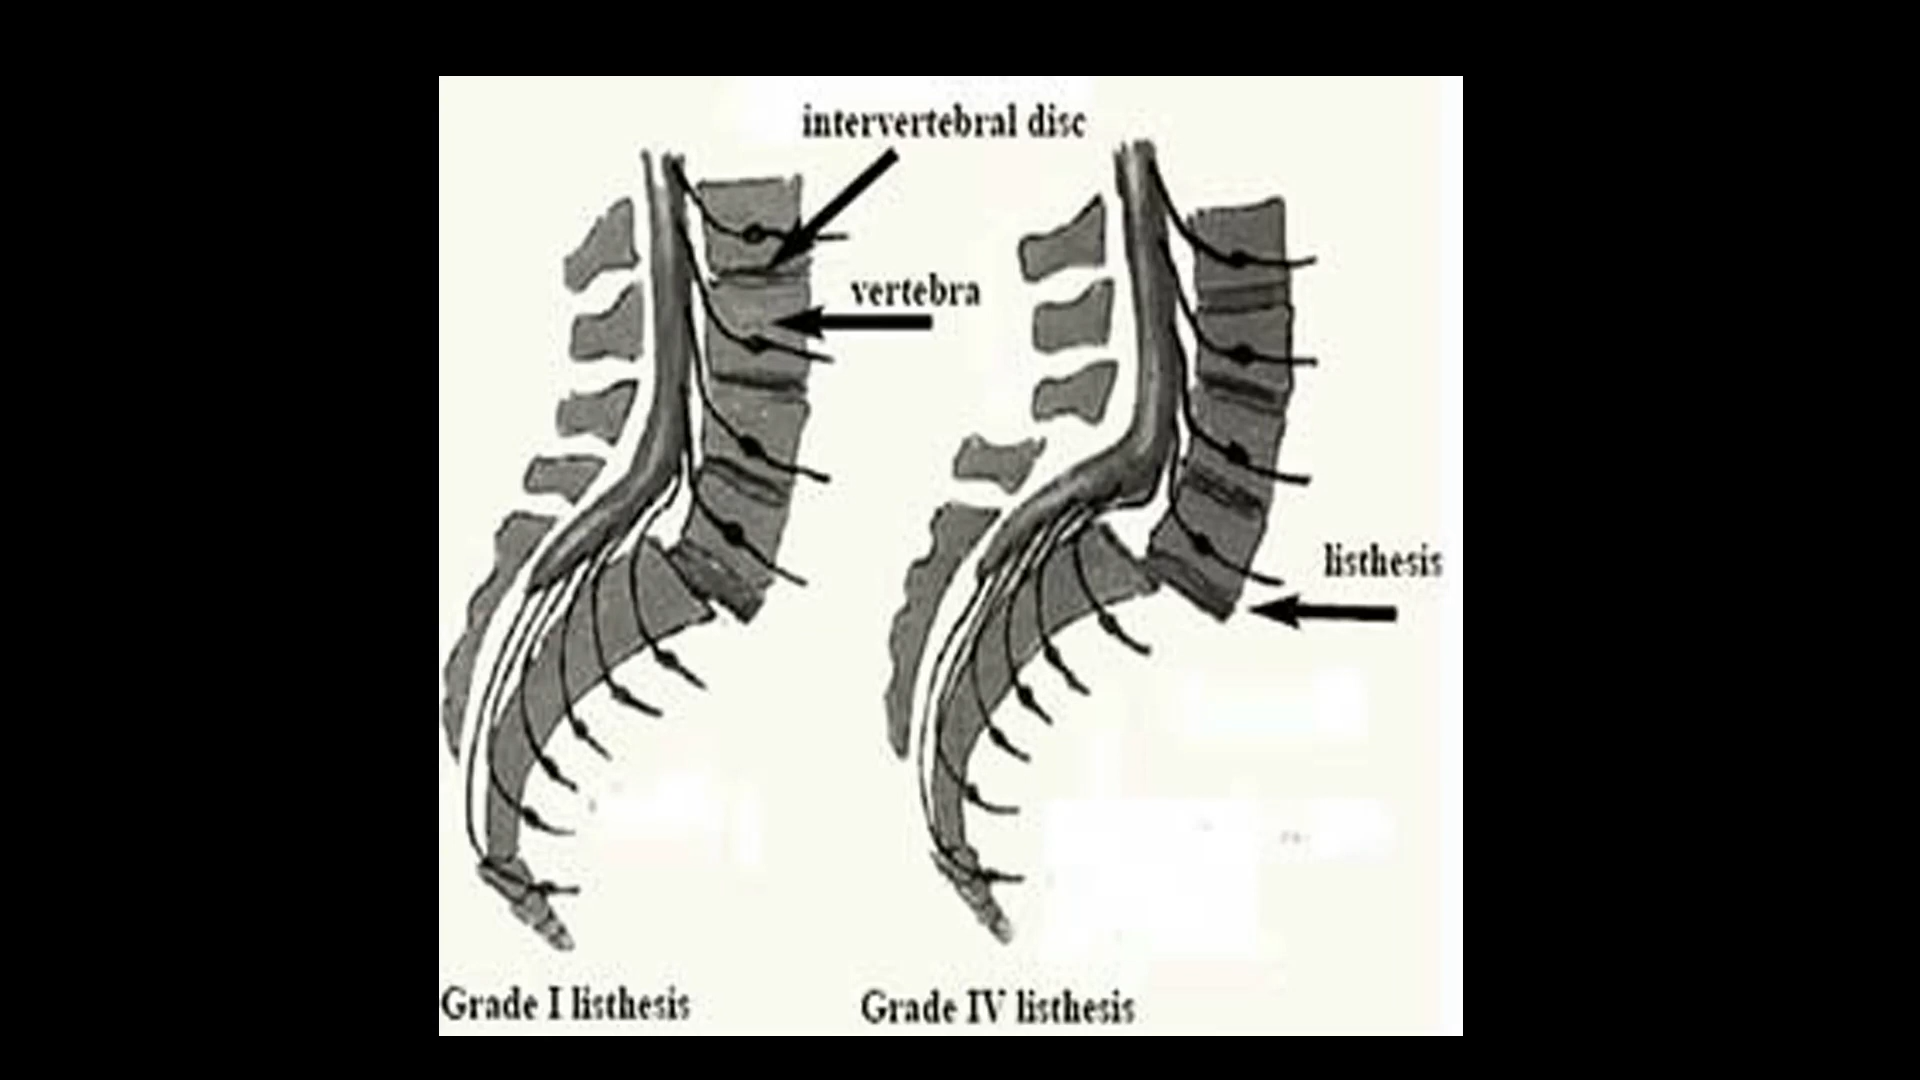 intervertebral disc
vertebra
listhesis
Grade I listhesis
Grade IV listhesis